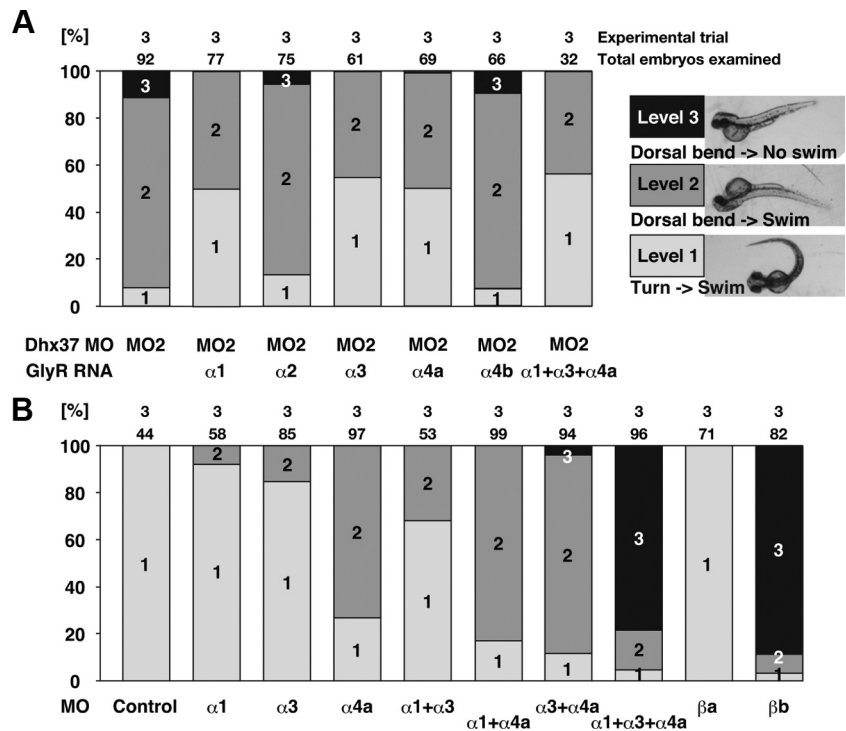 A
[%] 3 3 3 3 3 3 3 Experimental trial
92 77 75 61 69 66 32 Total embryos examined
100
80
60
40
20
0
3 3 3
2 2 2 2 2 2 2
1 1 1 1 1 1 1
Level 3
Dorsal bend -> No swim
Level 2
Dorsal bend -> Swim
Level 1
Turn -> Swim
Dhx37 MO MO2 MO2 MO2 MO2 MO2 MO2 MO2
GlyR RNA α1 α2 α3 α4a α4b α1+α3+α4a
B
[%] 3 3 3 3 3 3 3 3 3 3
44 58 85 97 53 99 94 96 71 82
100
80
60
40
20
0
1
2 1
2 1
2 1
2 1
2 1
3 2 1
3 2 1
1
3 2 1
MO Control α1 α3 α4a α1+α3 α1+α4a α3+α4a α1+α3+α4a βa βb